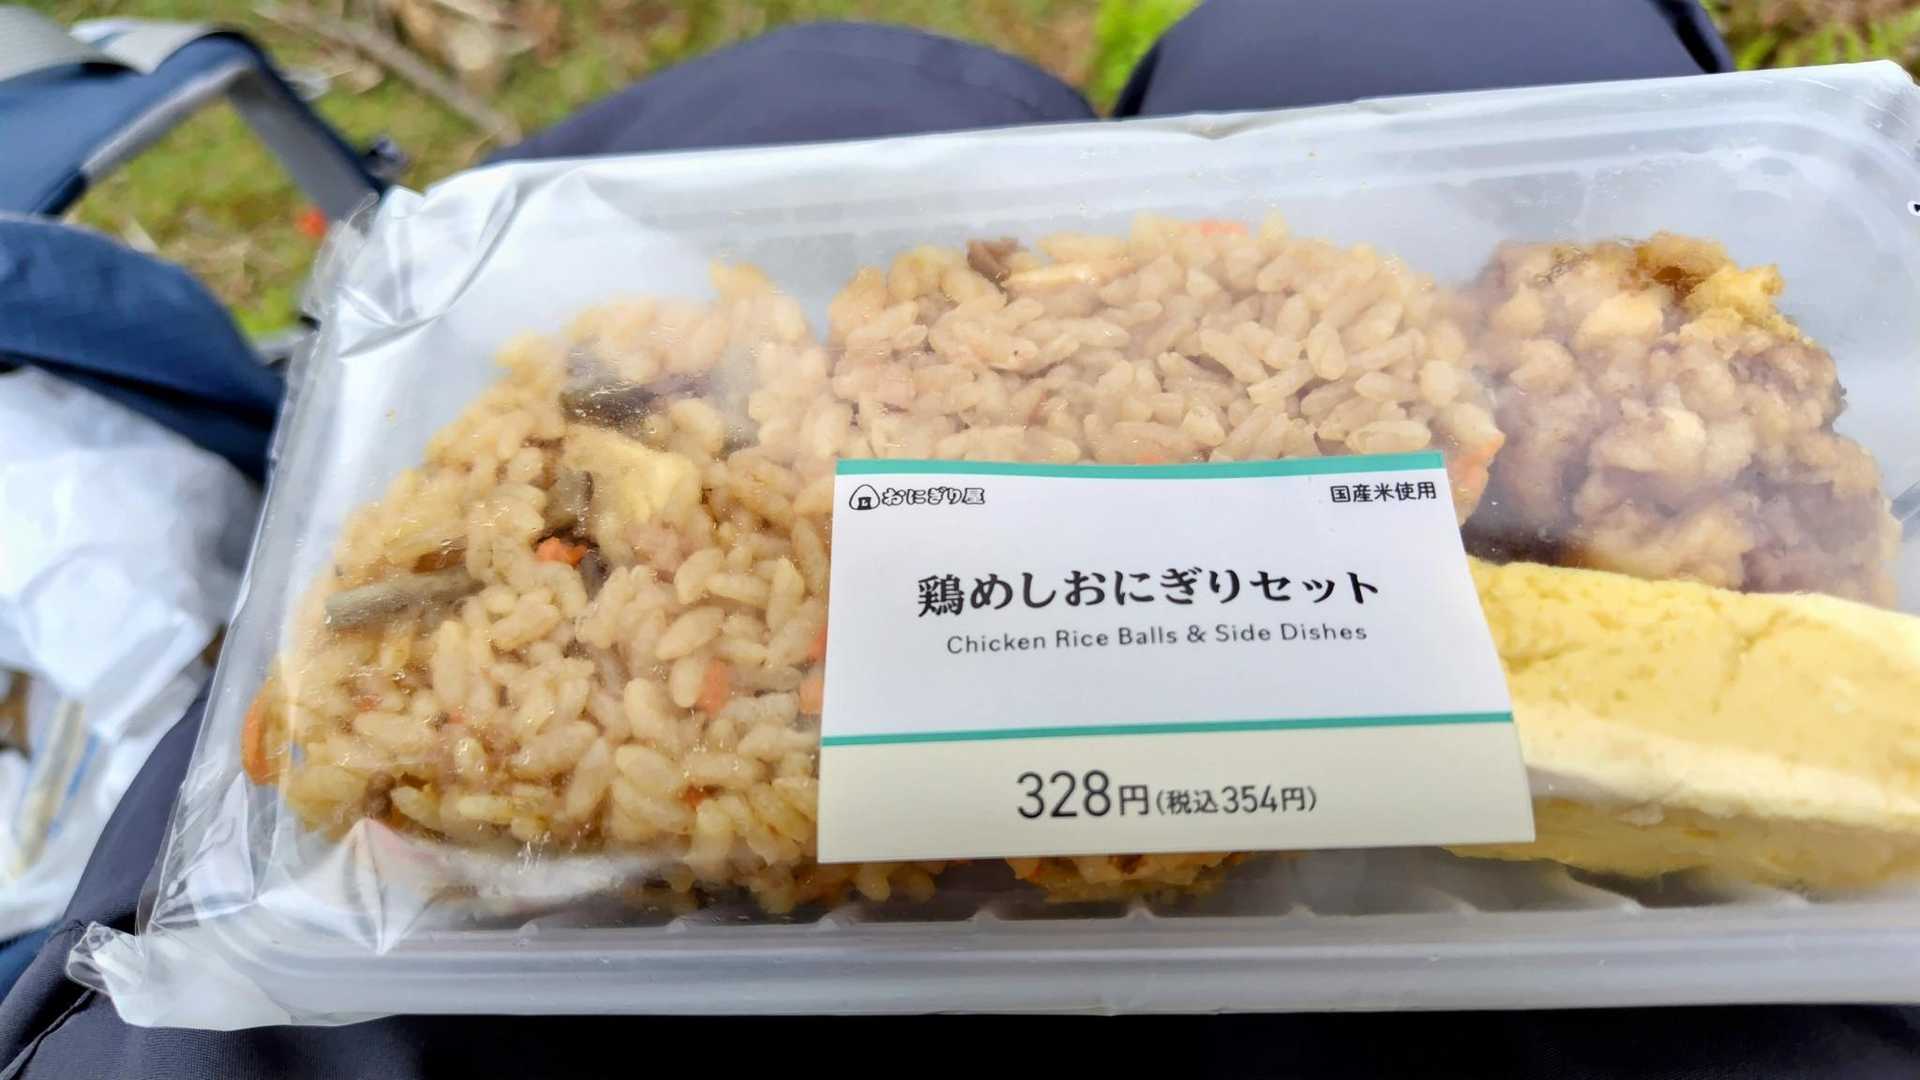 おにぎり屋
国産米使用
鶏めしおにぎりセット
Chicken Rice Balls & Side Dishes
328円(税込354円)